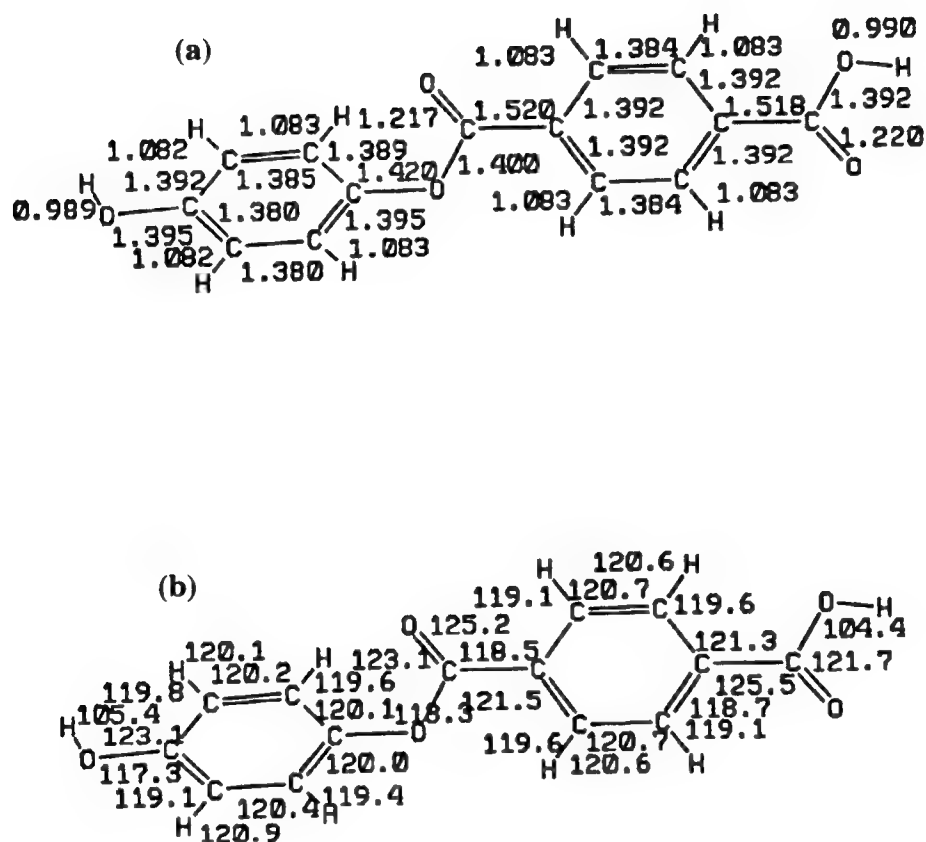 H H 0.990
(a) 1.083 1.384 1.083 O H
O C C 1.392
H 1.083 H 1.217 C 1.520 C 1.392 C 1.518 C 1.392
1.082 C C 1.389 1.400 1.392 1.392 1.220
H 1.392 1.385 1.420 O C C O
0.989 O C 1.380 C 1.395 1.083 1.384 1.083
1.395 C C H H
1.082 1.380 1.083
H H
H 120.6 H
(b) 119.1 120.7 119.6 O H
O 125.2 C C 104.4
120.1 H 123.1 C 118.5 C 121.3 C 121.7
H 120.2 119.6 121.5 C 125.5
119.8 C C 120.1 118.3 C C 118.7 O
H 105.4 C O 119.6 120.7 119.1
O 123.1 C 120.0 H 120.6 H
117.3 C C 119.4
119.1 120.4 H
H 120.9